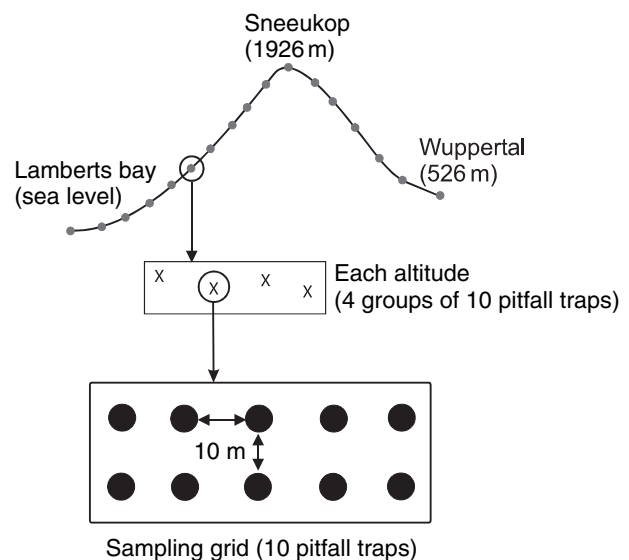 Sneeukop
(1926 m)
Wuppertal
(526 m)
Lamberts bay
(sea level)
X X X X
Each altitude
(4 groups of 10 pitfall traps)
10 m
Sampling grid (10 pitfall traps)